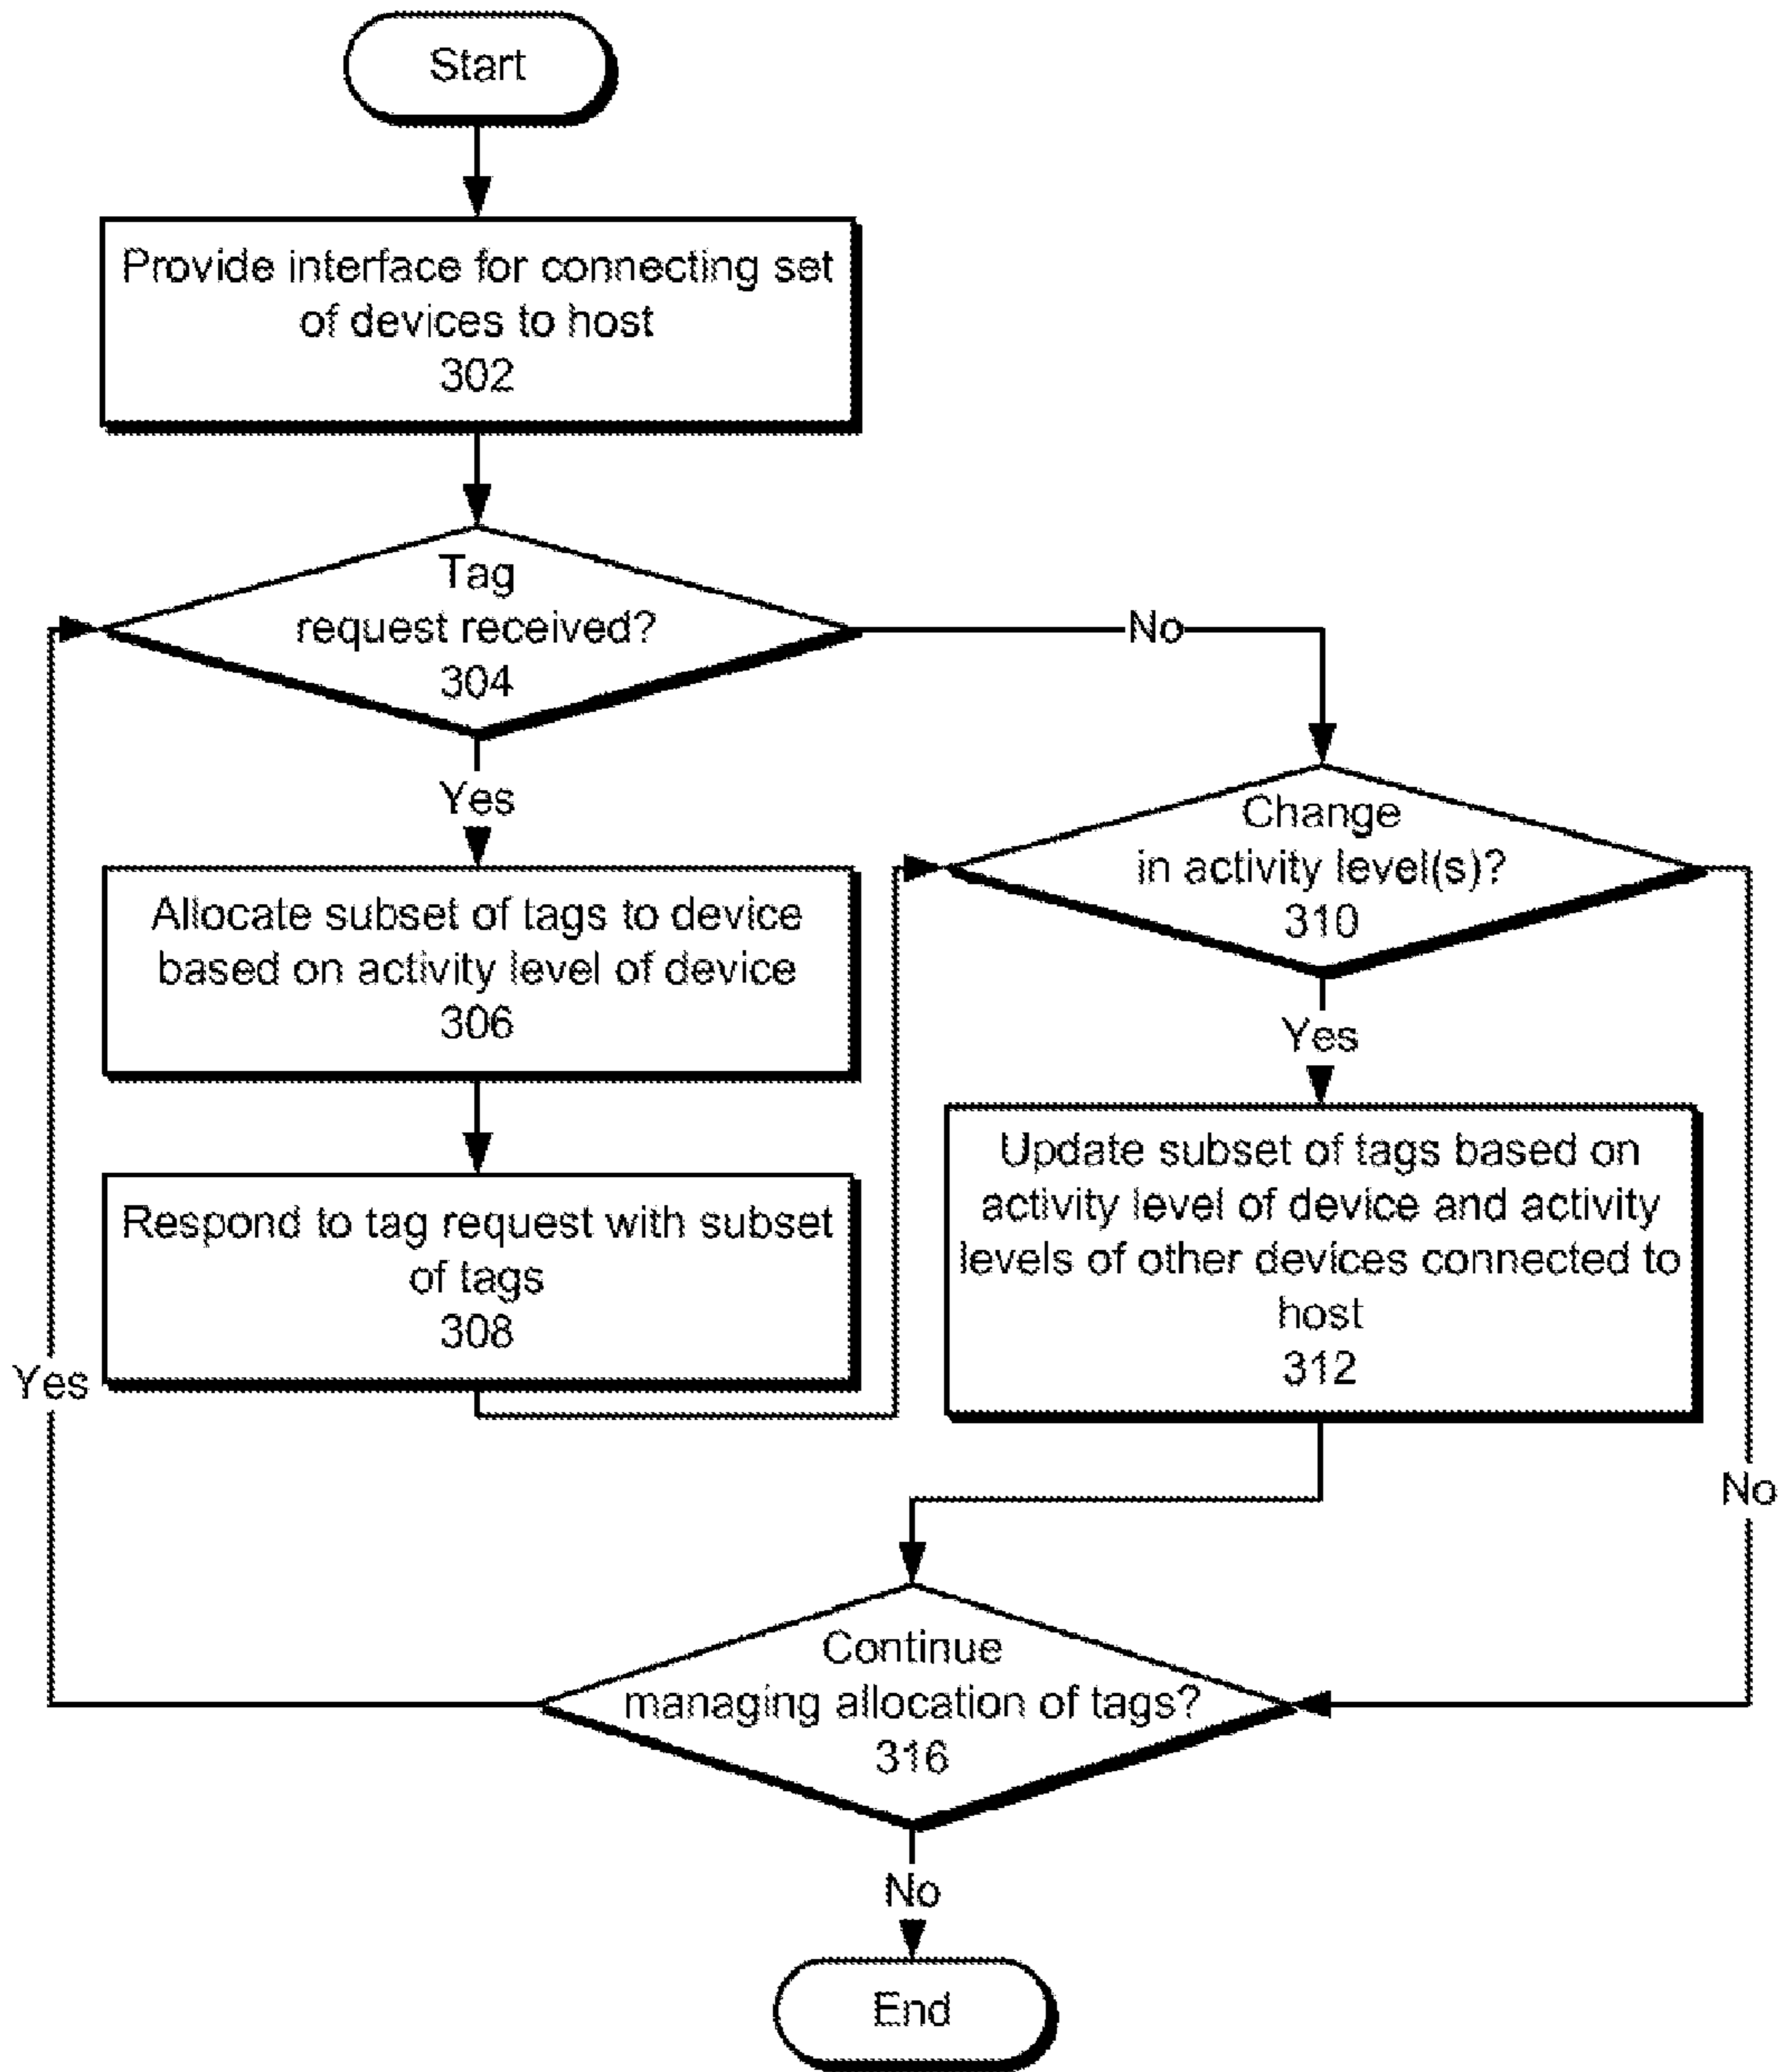 Start
Provide interface for connecting set
of devices to host
302
Tag
request received?
304
No
Yes
Change
in activity level(s)?
310
Allocate subset of tags to device
based on activity level of device
306
Yes
Update subset of tags based on
activity level of device and activity
levels of other devices connected to
host
312
Respond to tag request with subset
of tags
308
Yes
No
Continue
managing allocation of tags?
316
No
End